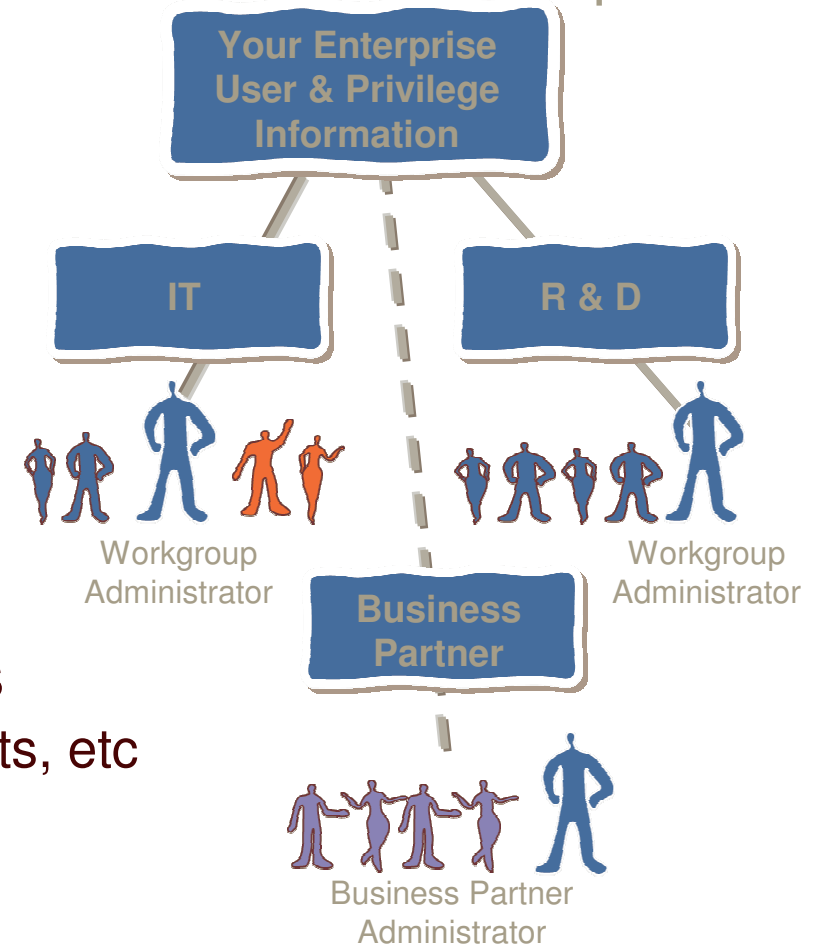 Your Enterprise
User & Privilege
Information
IT
R & D
Workgroup
Administrator
Workgroup
Administrator
Business
Partner
ts, etc
Business Partner
Administrator